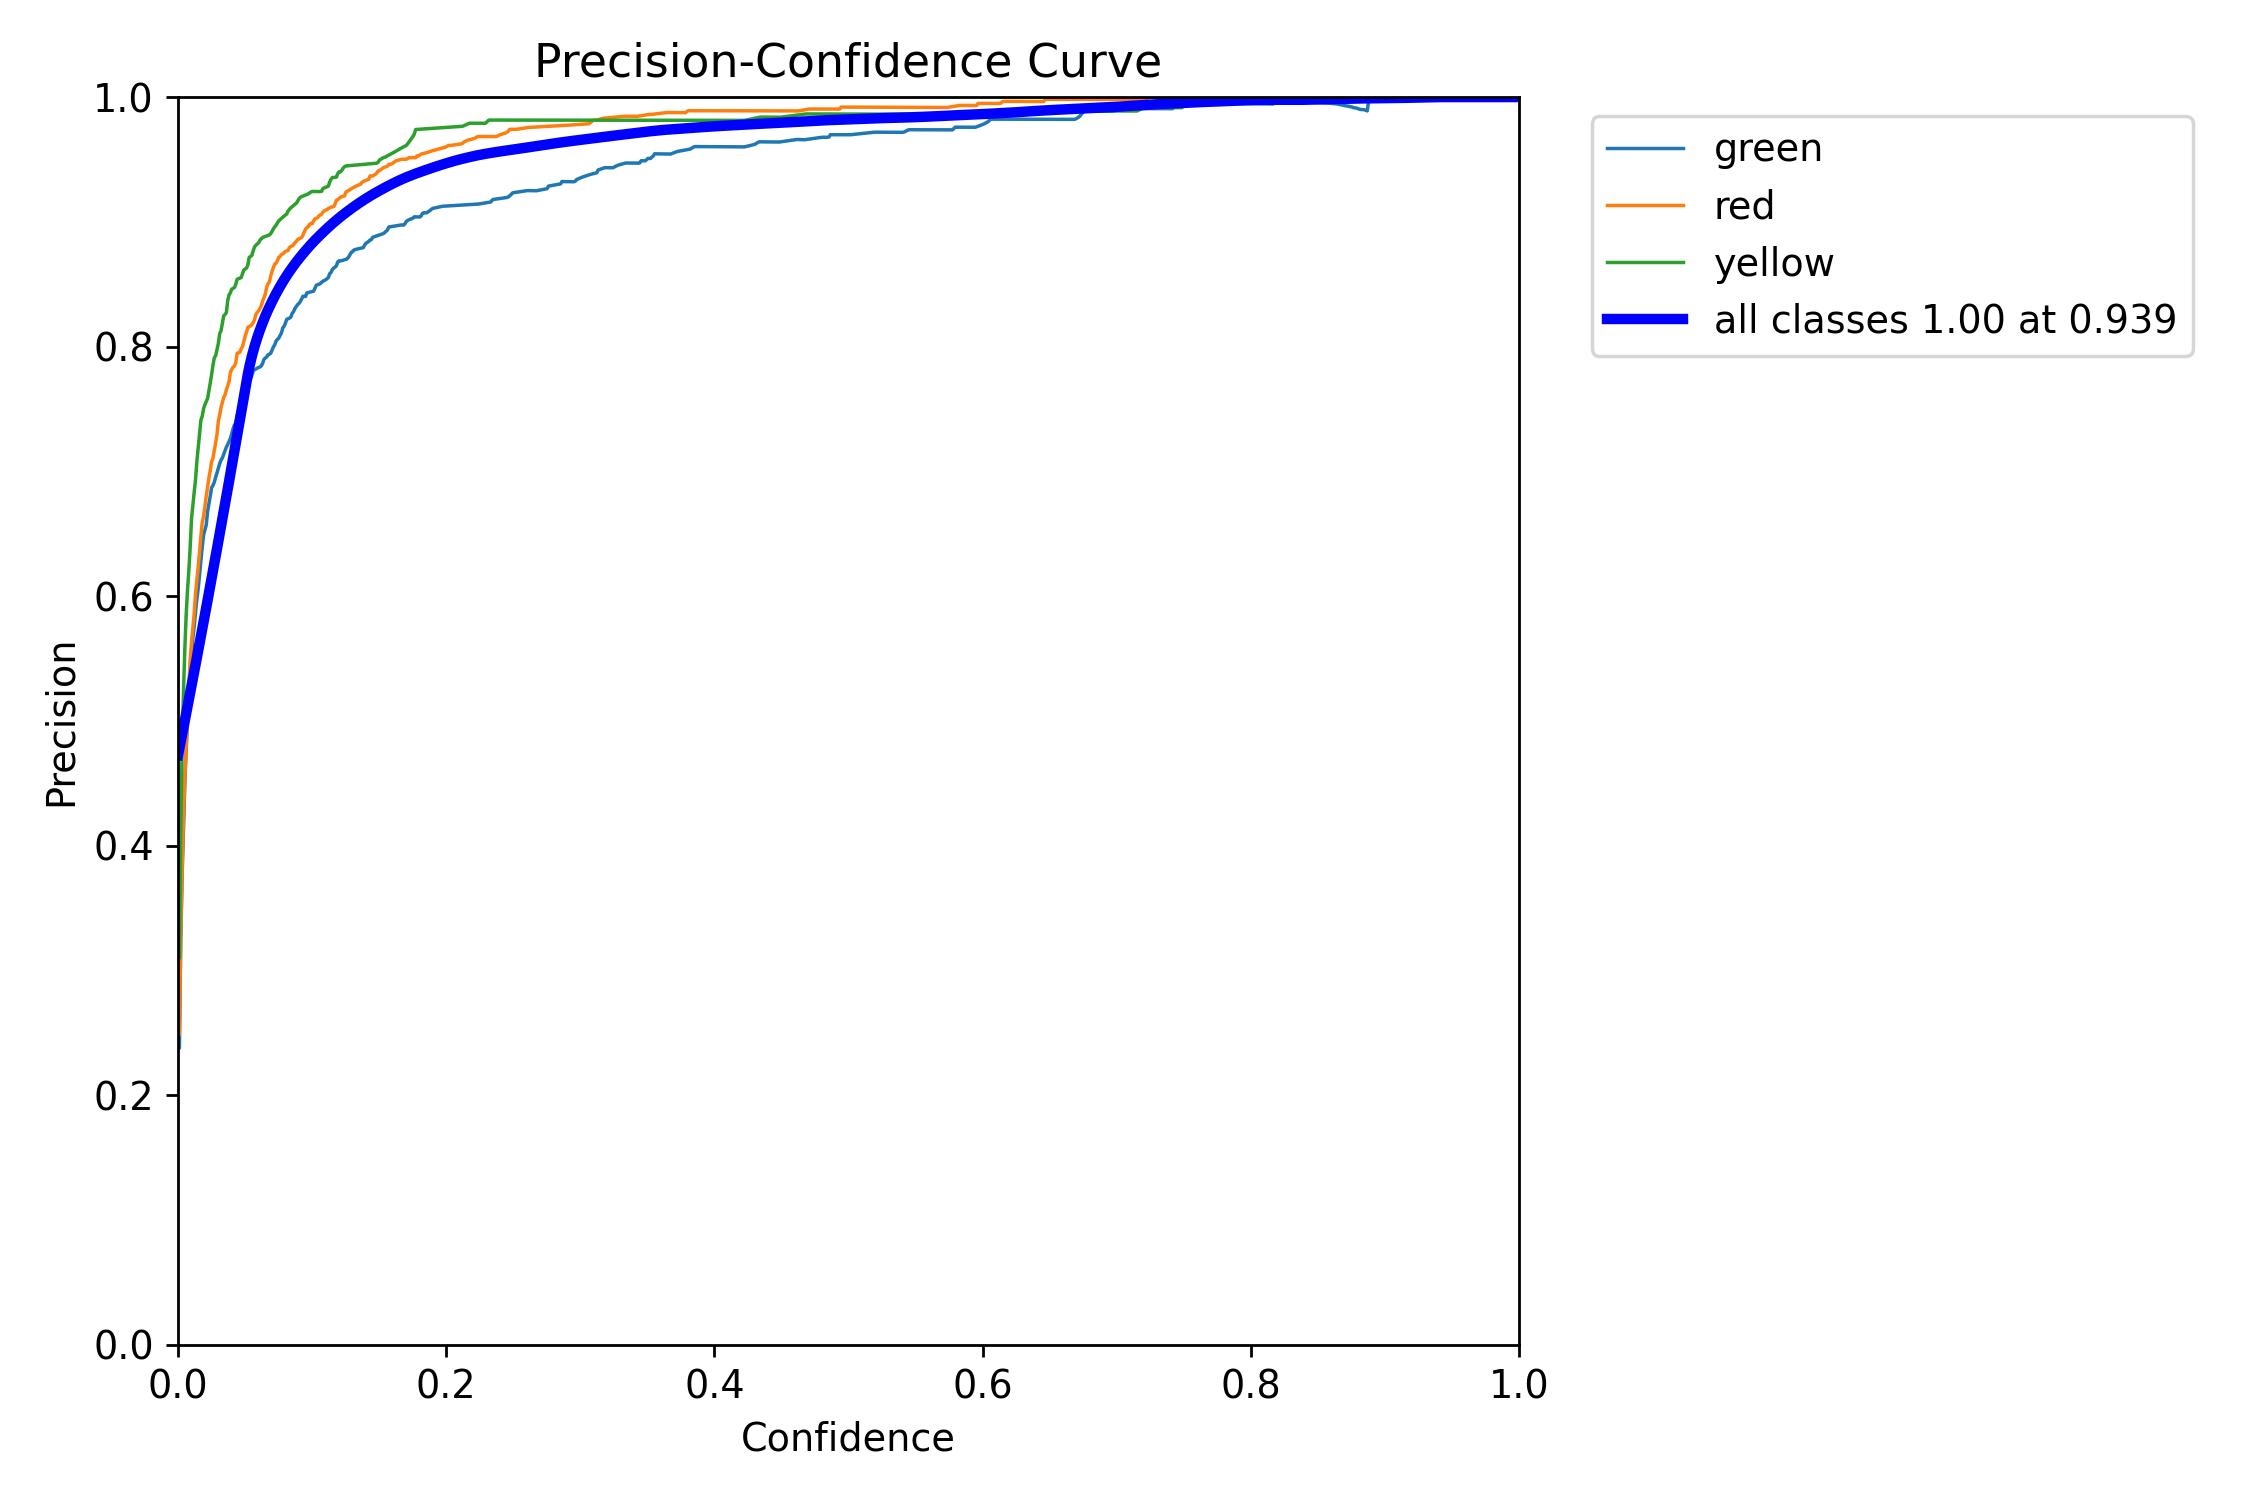 Precision-Confidence Curve
1.0
0.8
0.6
0.4
0.2
0.0
Precision
0.0 0.2 0.4 0.6 0.8 1.0
Confidence
green
red
yellow
all classes 1.00 at 0.939